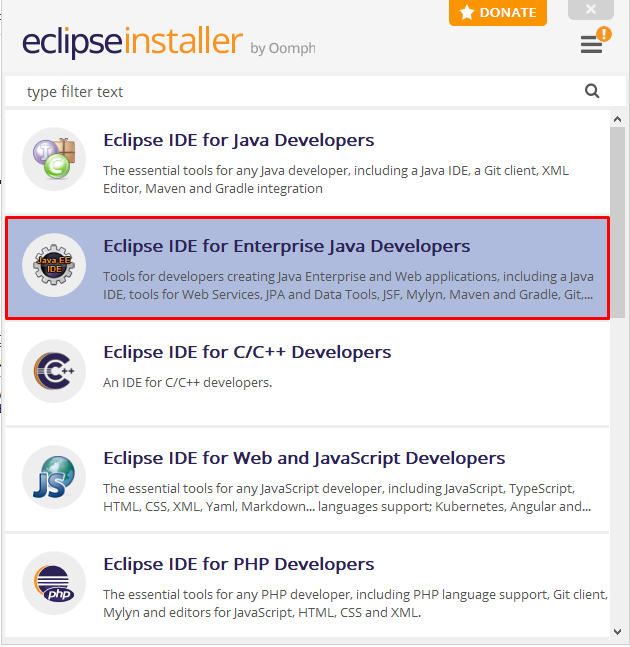 DONATE
eclipseinstaller by Oomph
!
type filter text
Eclipse IDE for Java Developers
The essential tools for any Java developer, including a Java IDE, a Git client, XML
Editor, Maven and Gradle integration
J
C
Eclipse IDE for Enterprise Java Developers
Java EE
IDE
Tools for developers creating Java Enterprise and Web applications, including a Java
IDE, tools for Web Services, JPA and Data Tools, JSF, Mylyn, Maven and Gradle, Git,...
Eclipse IDE for C/C++ Developers
C++
An IDE for C/C++ developers.
Eclipse IDE for Web and JavaScript Developers
JS
The essential tools for any JavaScript developer, including JavaScript, TypeScript,
HTML, CSS, XML, Yaml, Markdown... languages support; Kubernetes, Angular and...
Eclipse IDE for PHP Developers
php
The essential tools for any PHP developer, including PHP language support, Git client,
Mylyn and editors for JavaScript, HTML, CSS and XML.